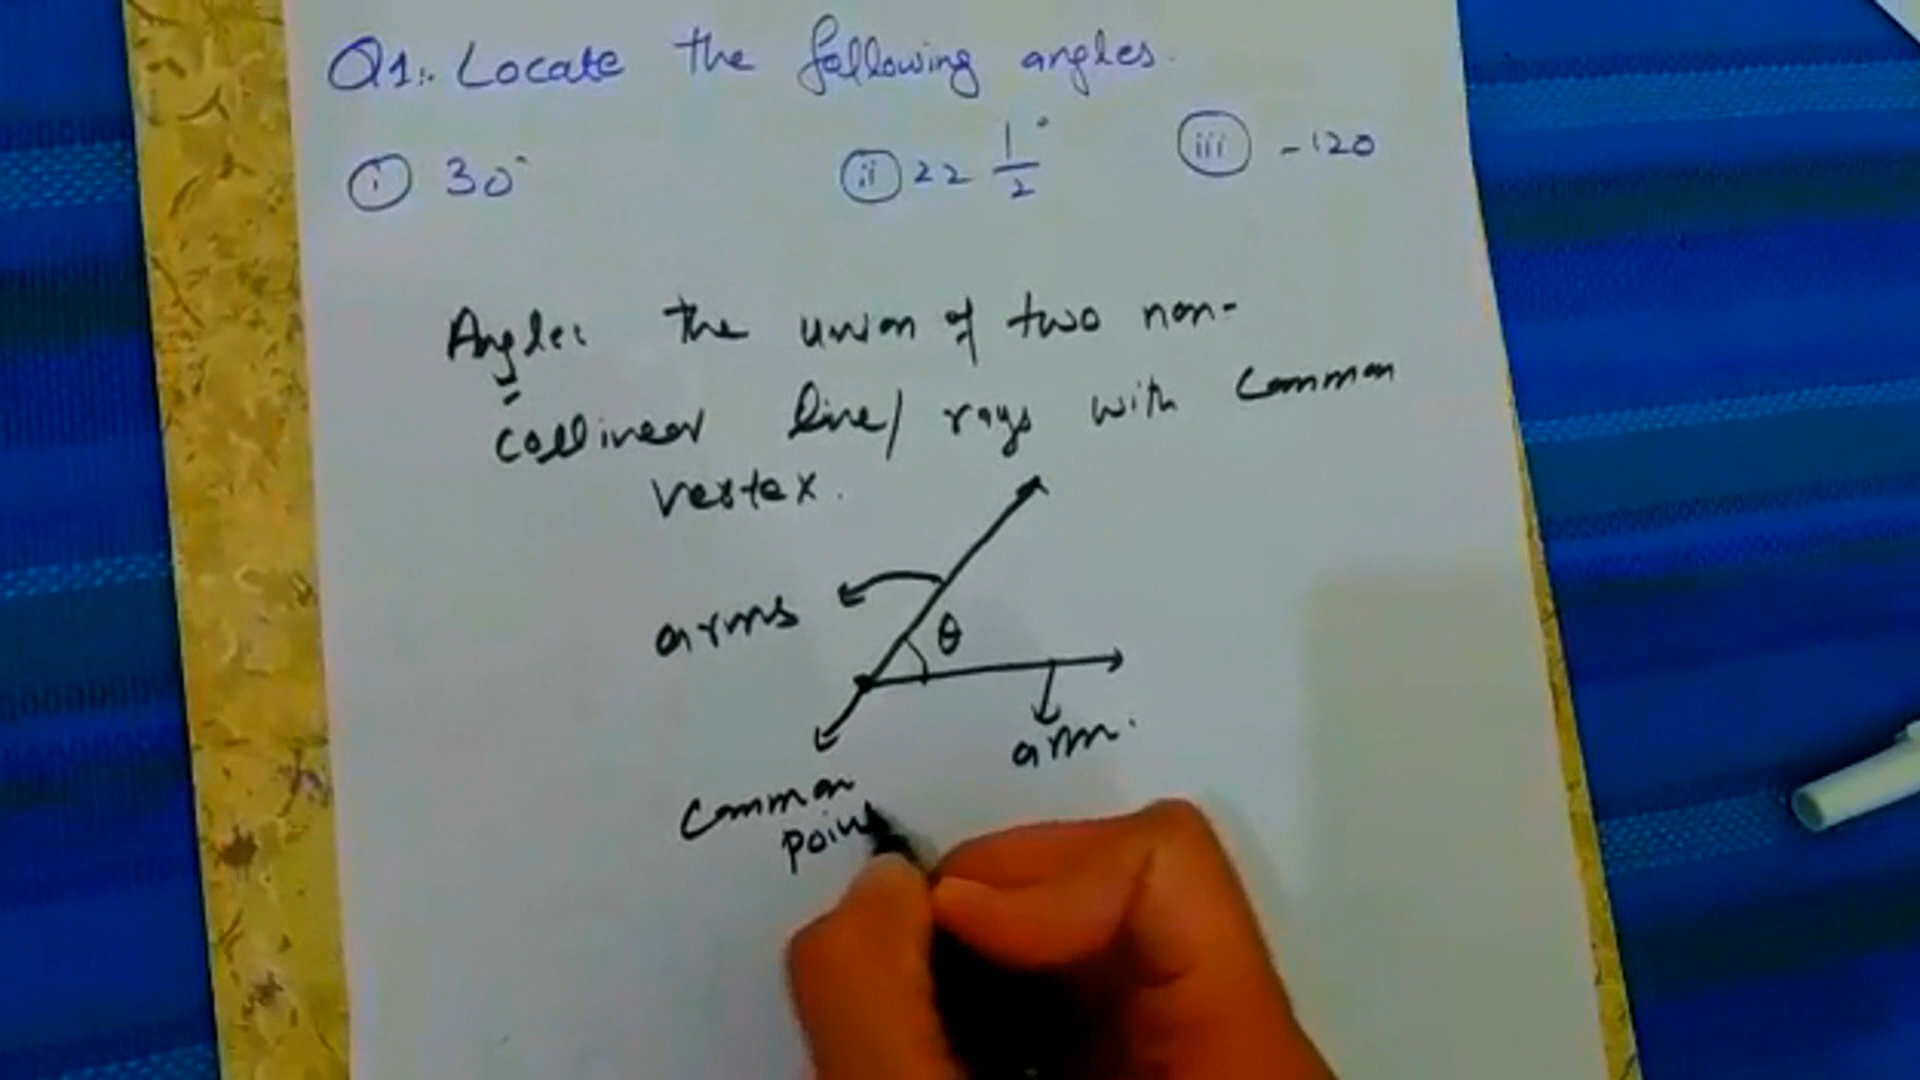 Q1:. Locate the following angles.
(i) 30° (ii) 22 1/2° (iii) -120
Angle: the union of two non-
collinear line/ rays with common
vertex.
arms
θ
arm.
common
poin